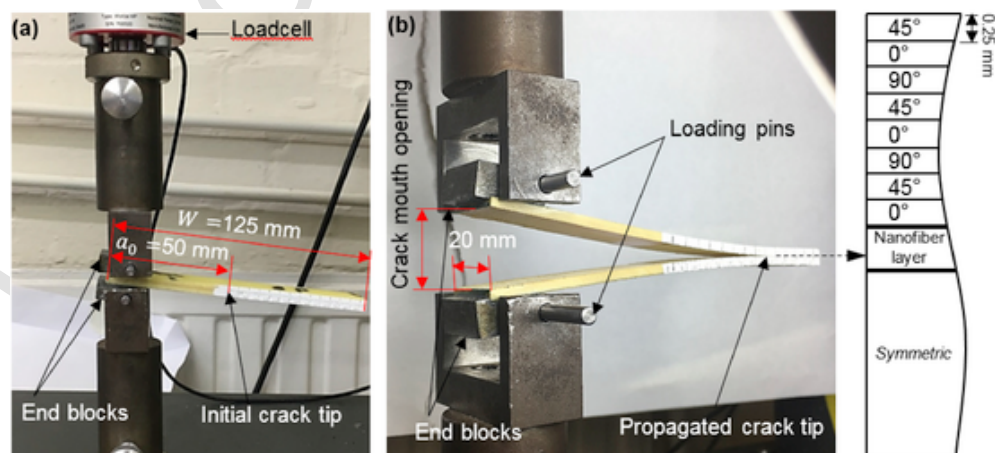 (a)
Loadcell
W =125 mm
a₀ =50 mm
End blocks
Initial crack tip
(b)
Loading pins
Crack mouth opening
20 mm
End blocks
Propagated crack tip
45°
0°
90°
45°
0°
90°
45°
0°
Nanofiber
layer
Symmetric
0.25 mm